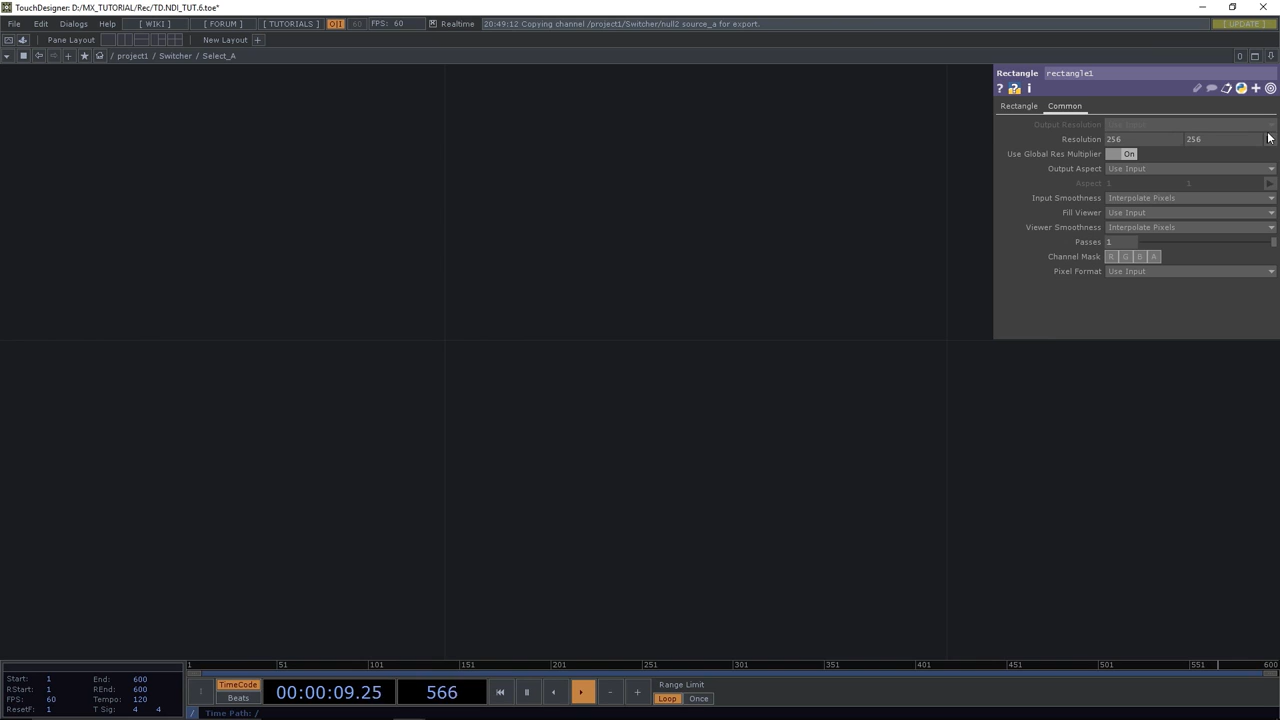 TouchDesigner: D:/MX_TUTORIAL/Rec/TD.NDI_TUT.6.toe*
File Edit Dialogs Help [ WIKI ] [ FORUM ] [ TUTORIALS ] O|I 60 FPS: 60 Realtime 20:49:12 Copying channel /project1/Switcher/null2 source_a for export. [ UPDATE ]
Pane Layout New Layout +
/ project1 / Switcher / Select_A 0
Rectangle rectangle1
? ? i
Rectangle Common
Output Resolution Use Input
Resolution 256 256
Use Global Res Multiplier On
Output Aspect Use Input
Aspect 1 1
Input Smoothness Interpolate Pixels
Fill Viewer Use Input
Viewer Smoothness Interpolate Pixels
Passes 1
Channel Mask R G B A
Pixel Format Use Input
1 51 101 151 201 251 301 351 401 451 501 551 600
Start: 1 End: 600
RStart: 1 REnd: 600
FPS: 60 Tempo: 120
ResetF: 1 T Sig: 4 4
TimeCode
Beats
00:00:09.25 566
- +
Range Limit
Loop Once
/ Time Path: /